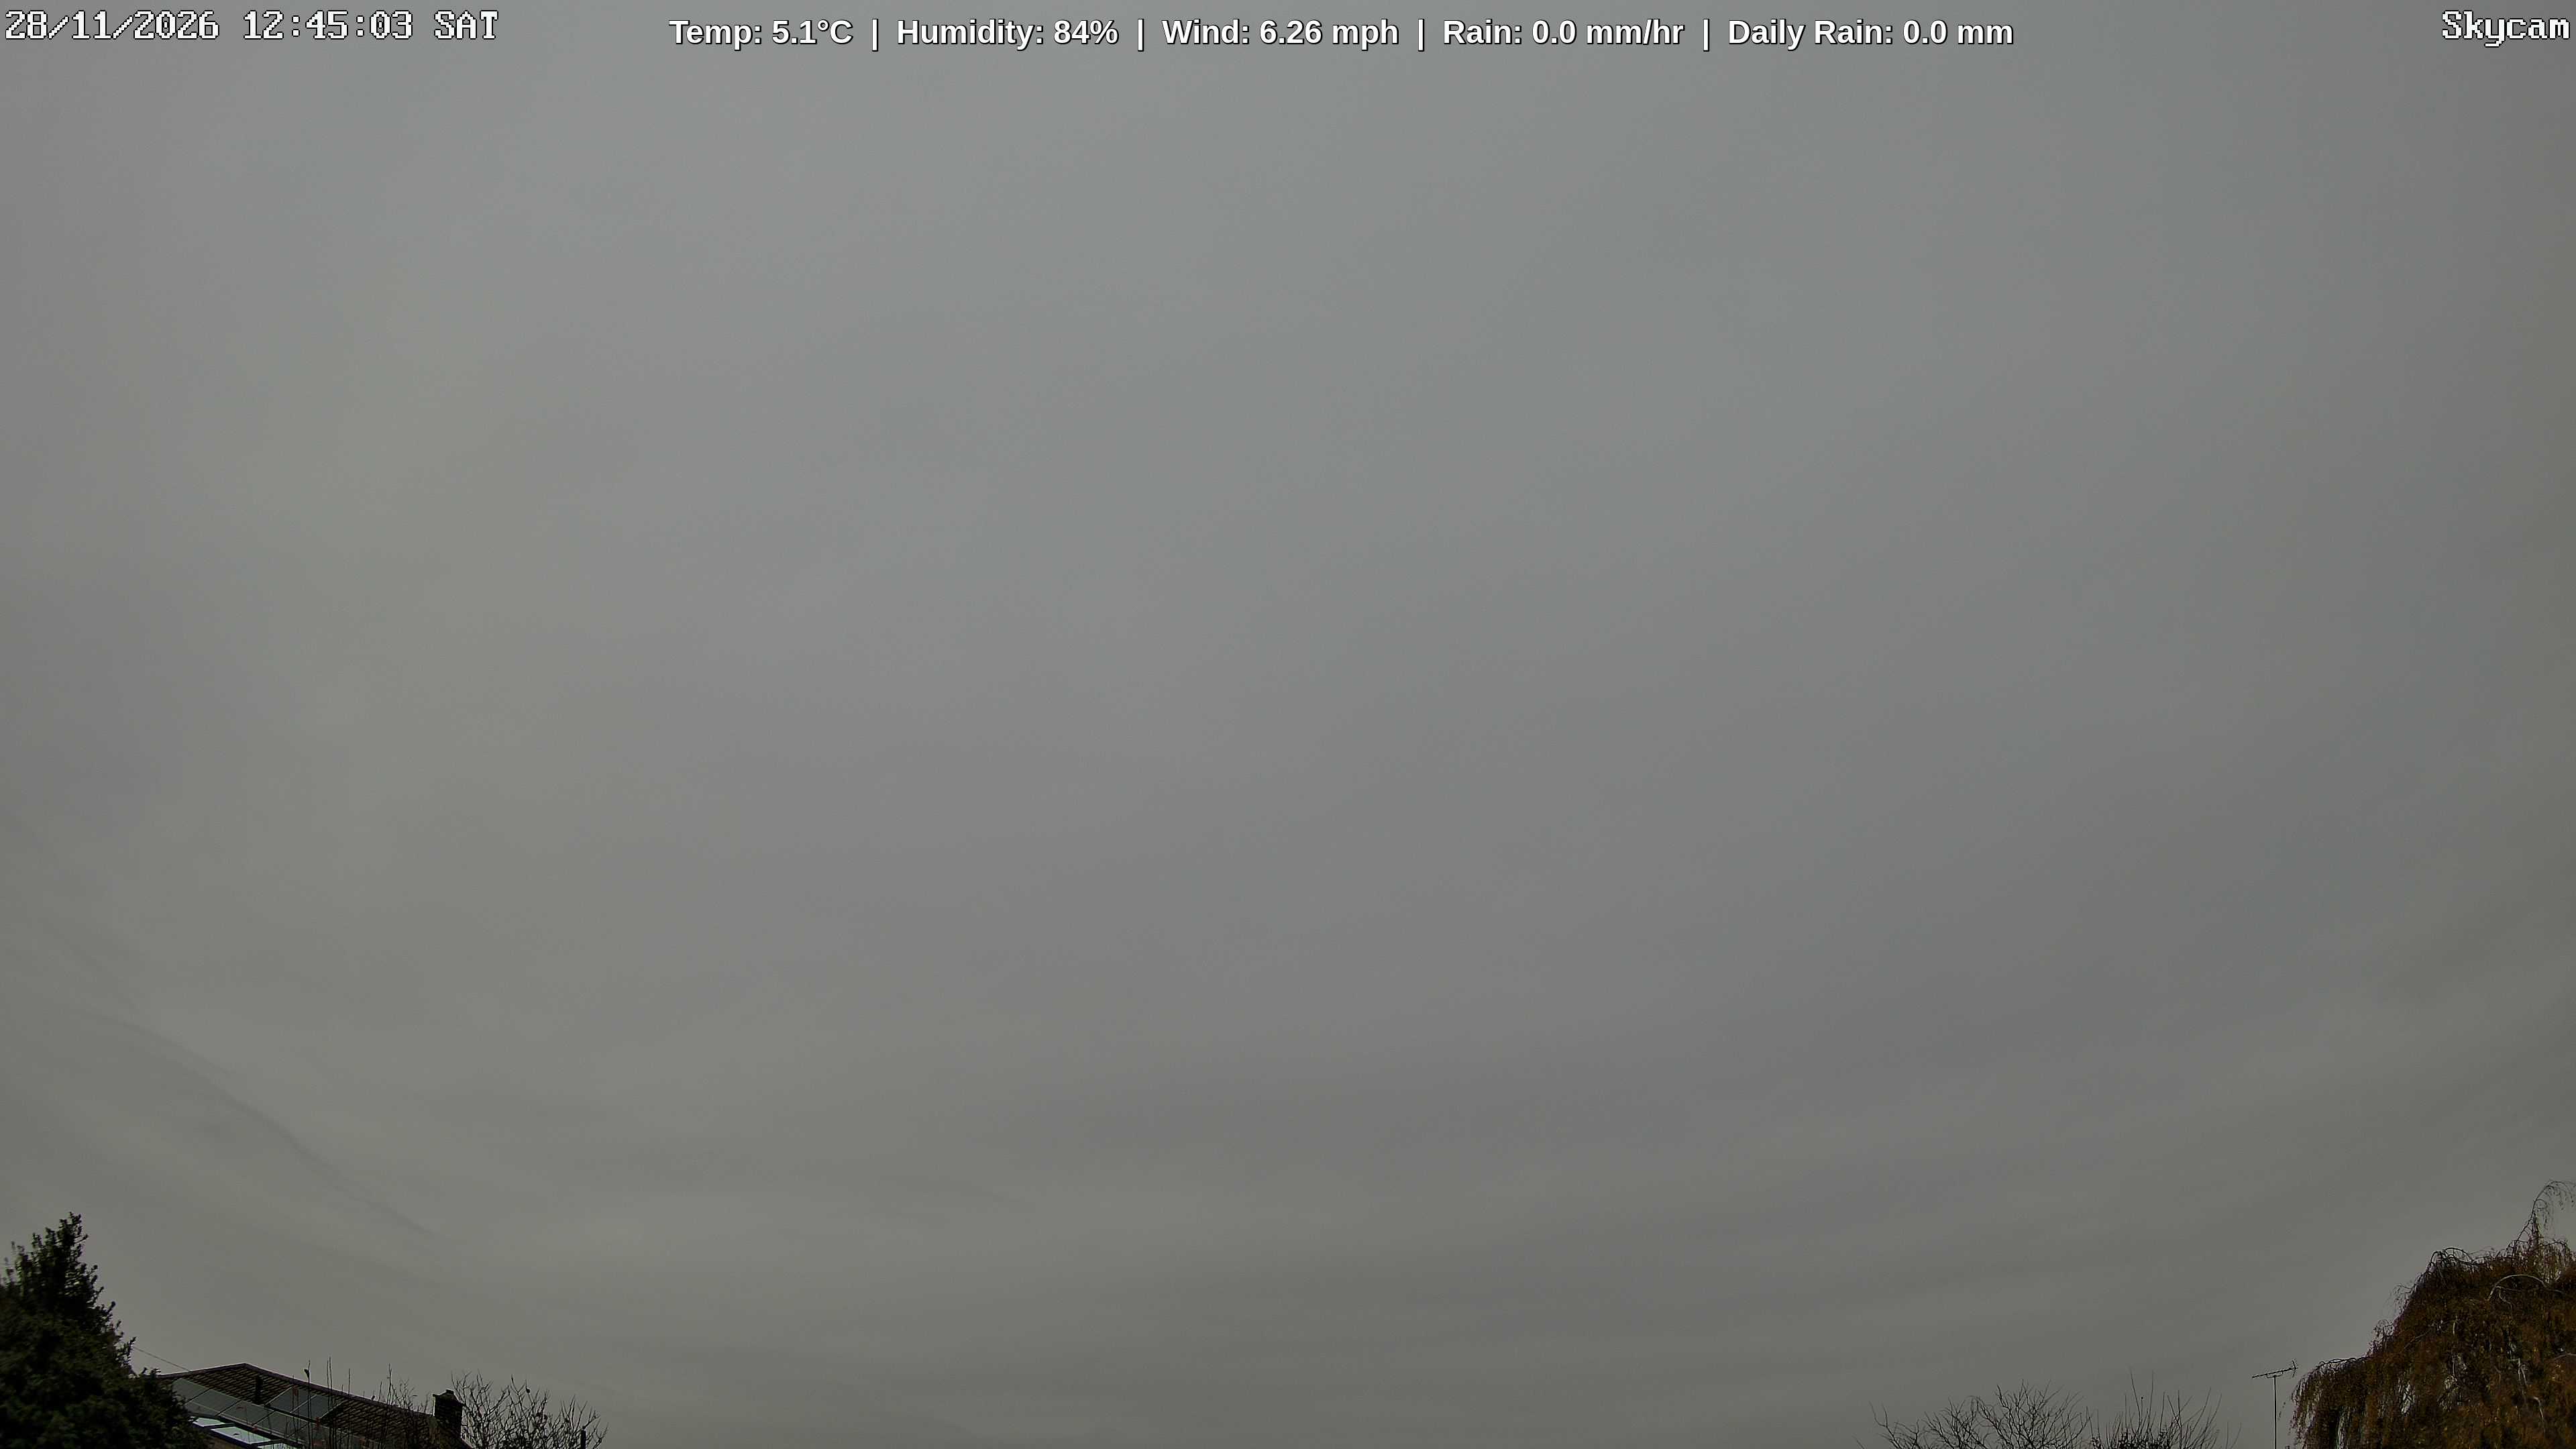 28/11/2026 12:45:03 SAT
Temp: 5.1°C | Humidity: 84% | Wind: 6.26 mph | Rain: 0.0 mm/hr | Daily Rain: 0.0 mm
Skycam